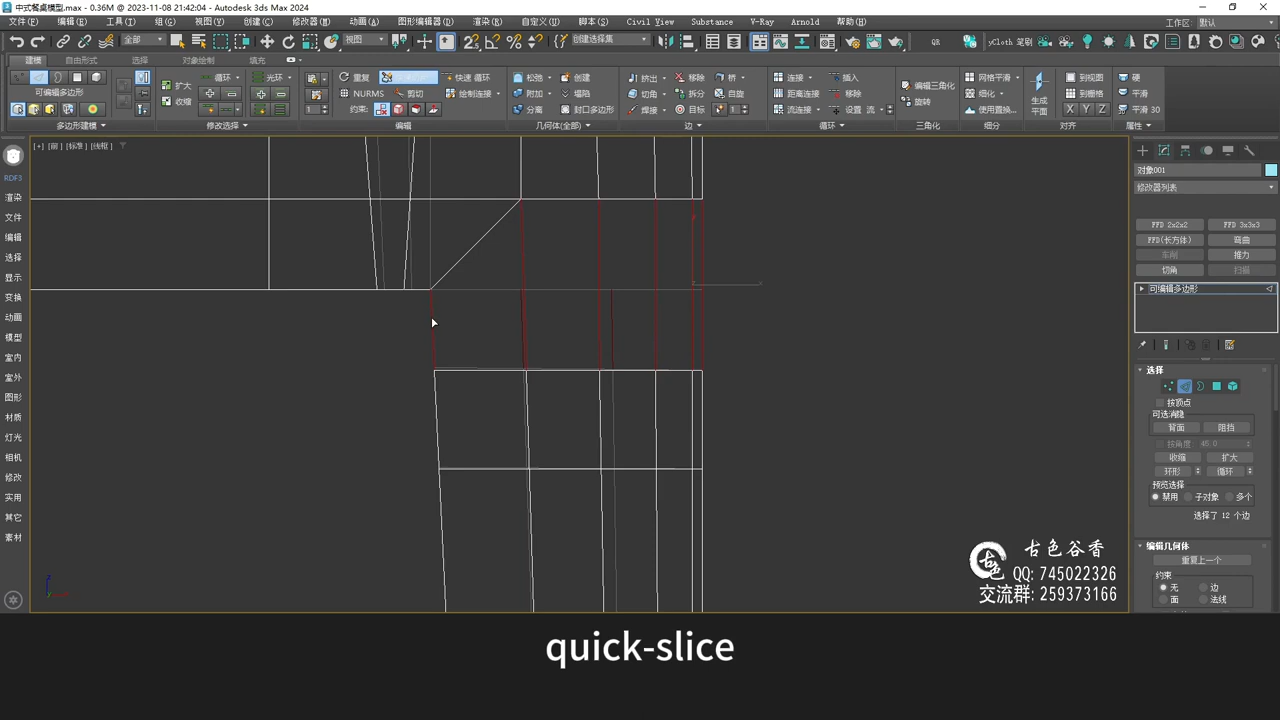 中式餐桌模型.max - 0.36M @ 2023-11-08 21:42:04 - Autodesk 3ds Max 2024
文件(F) 编辑(E) 工具(T) 组(G) 视图(V) 创建(C) 修改器(M) 动画(A) 图形编辑器(D) 渲染(R) 自定义(U) 脚本(S) Civil View Substance V-Ray Arnold 帮助(H)
工作区: 默认
全部 视图 创建选择集 QR yCloth 笔刷
建模 自由形式 选择 对象绘制 填充
可编辑多边形
扩大 循环 光环
收缩
重复 快速 循环
NURMS 剪切 绘制连接
约束:
松弛 创建
附加 塌陷
分离 封口多边形
挤出 移除 桥
切角 拆分 自旋
焊接 目标 1
连接 插入
距离连接 移除
流连接 设置 流
编辑三角化
旋转
网格平滑
细化
使用置换...
生成平面
到视图
到栅格
X Y Z
硬
平滑
平滑 30
多边形建模 修改选择 编辑 几何体(全部) 边 循环 三角化 细分 对齐 属性
[+] [前] [标准] [线框]
RDF3
渲染
文件
编辑
选择
显示
变换
动画
模型
室内
室外
图形
材质
灯光
相机
修改
实用
其它
素材
对象001
修改器列表
FFD 2x2x2 FFD 3x3x3
FFD(长方体) 弯曲
车削 推力
切角 扫描
可编辑多边形
选择
按顶点
可选消隐
背面 阻挡
按角度: 45.0
收缩 扩大
环形 循环
预览选择
禁用 子对象 多个
选择了 12 个边
编辑几何体
重复上一个
约束
无 边
面 法线
古色
古色谷香
QQ: 745022326
交流群: 259373166
quick-slice